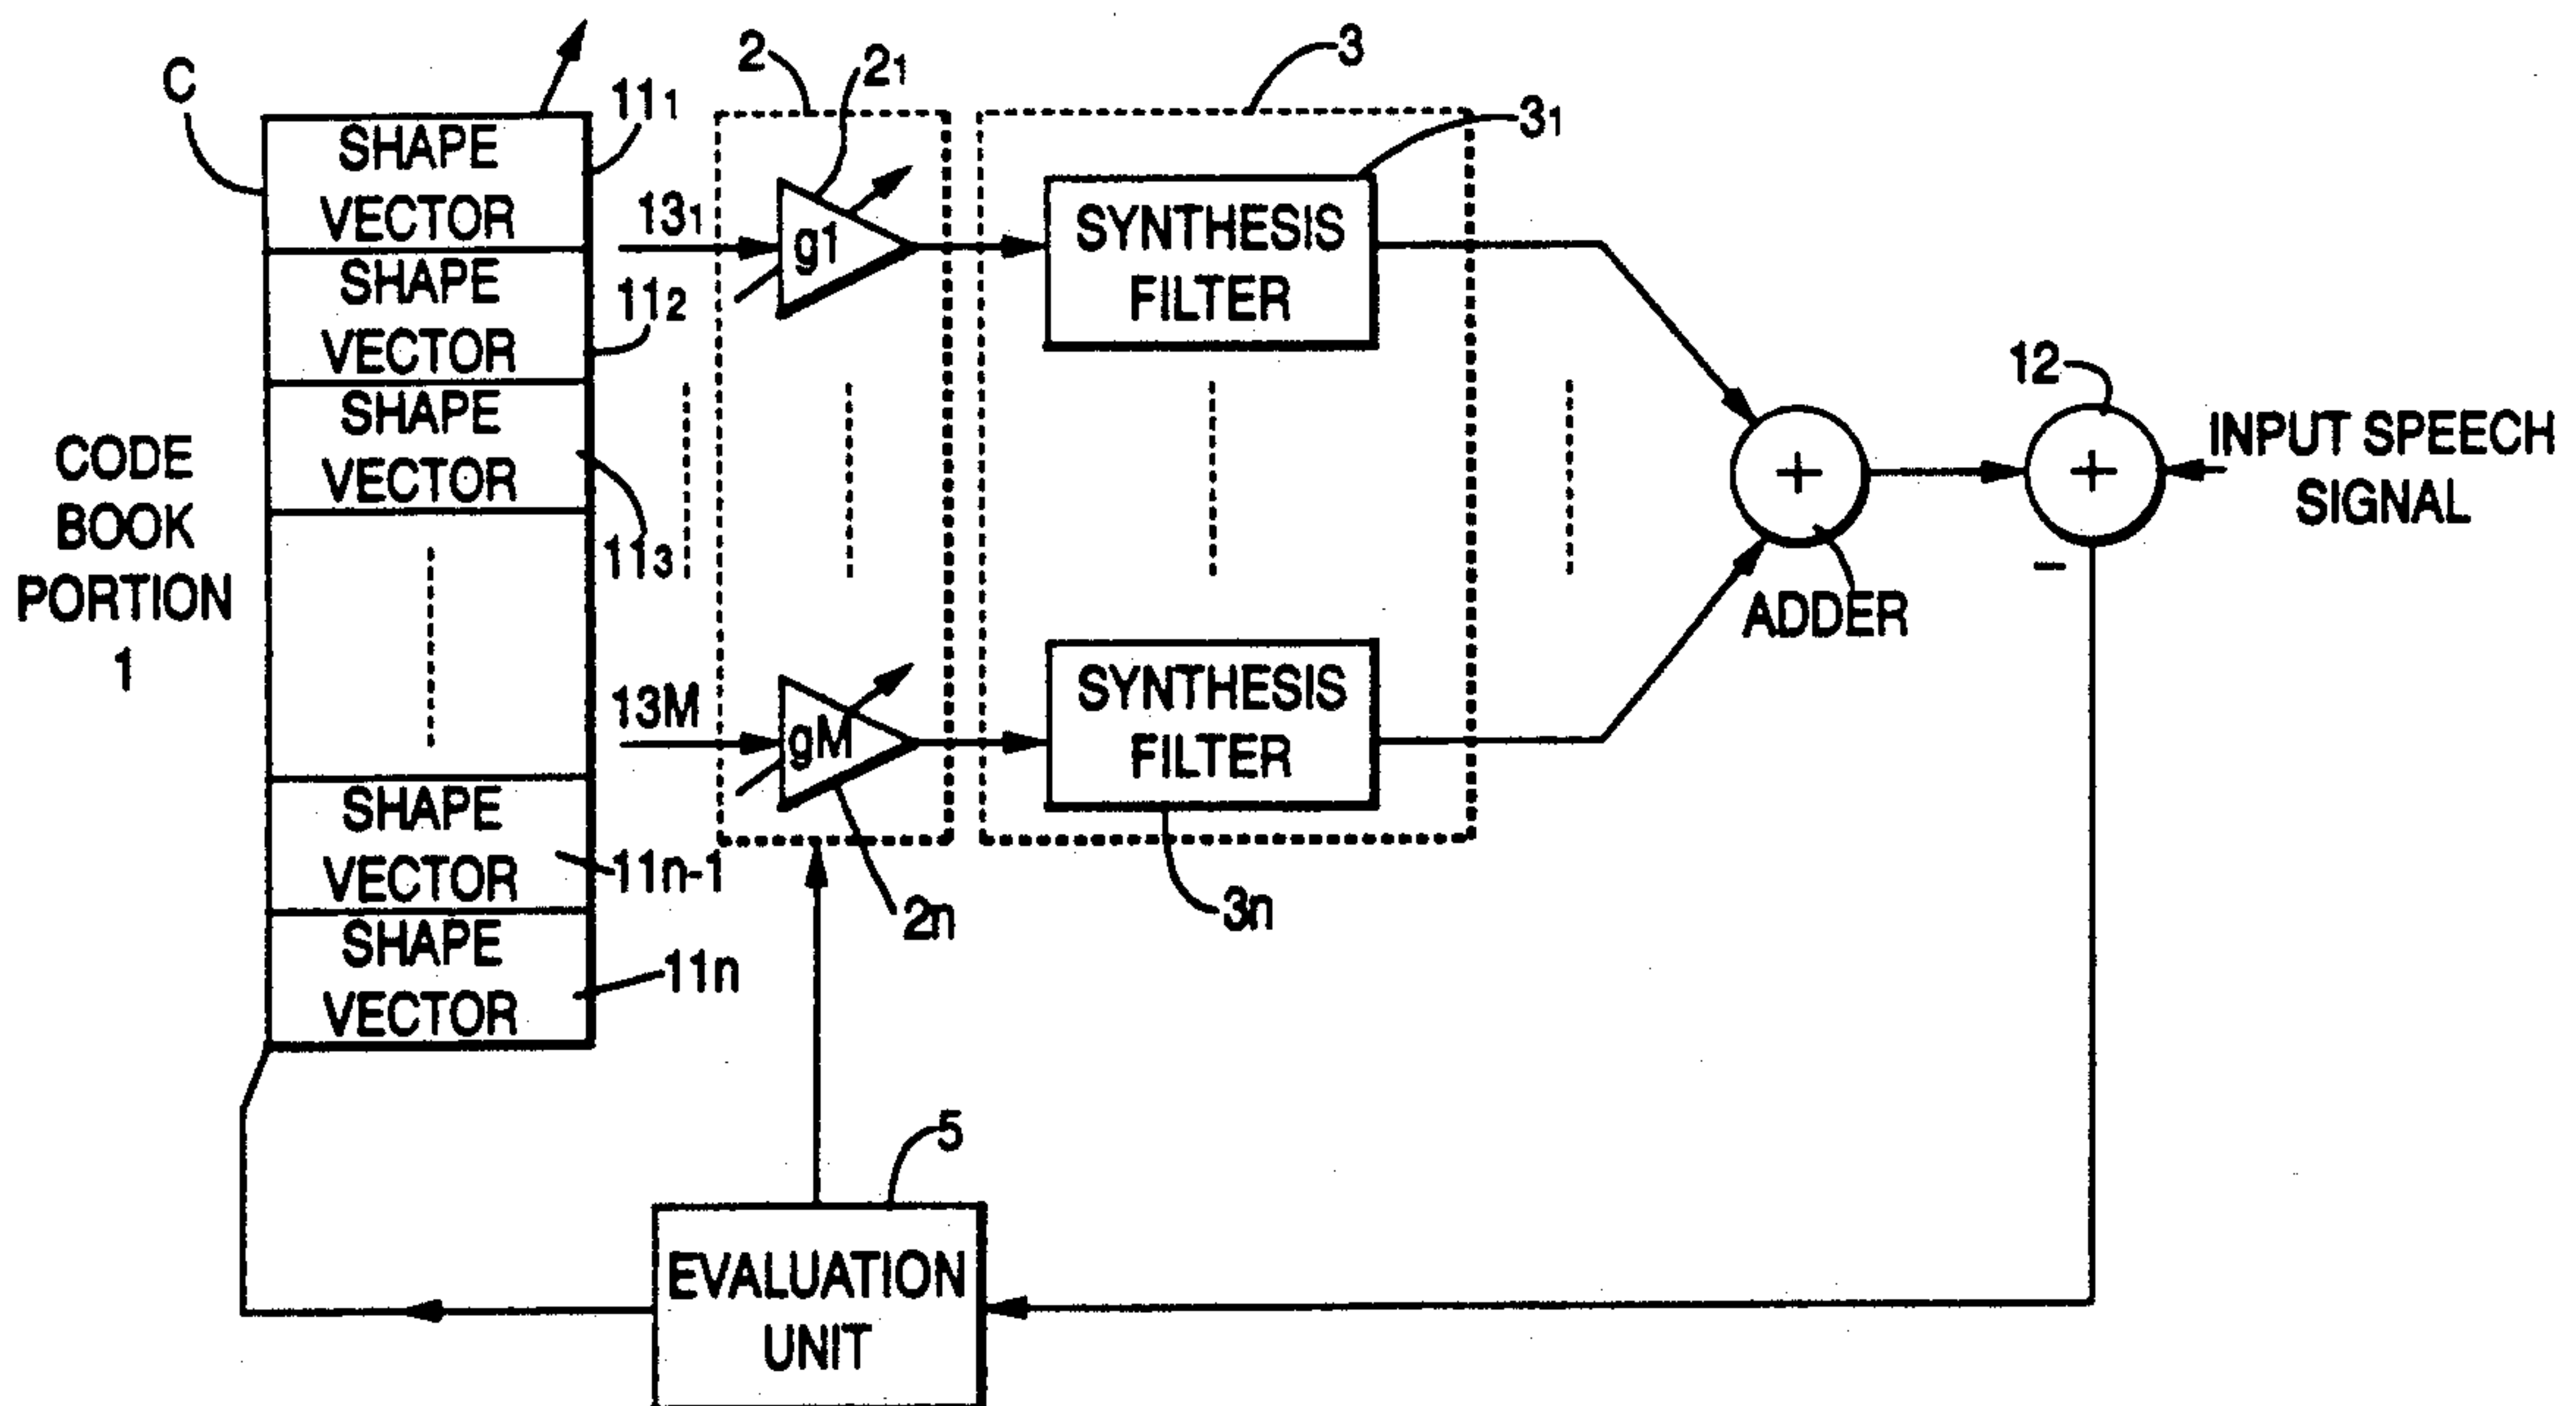 C
SHAPE
VECTOR
11₁
SHAPE
VECTOR
11₂
SHAPE
VECTOR
11₃
CODE
BOOK
PORTION
1
SHAPE
VECTOR
11n-1
SHAPE
VECTOR
11n
13₁
13M
2
2₁
g1
gM
2n
3
3₁
SYNTHESIS
FILTER
SYNTHESIS
FILTER
3n
+
ADDER
12
+
−
INPUT SPEECH
SIGNAL
5
EVALUATION
UNIT